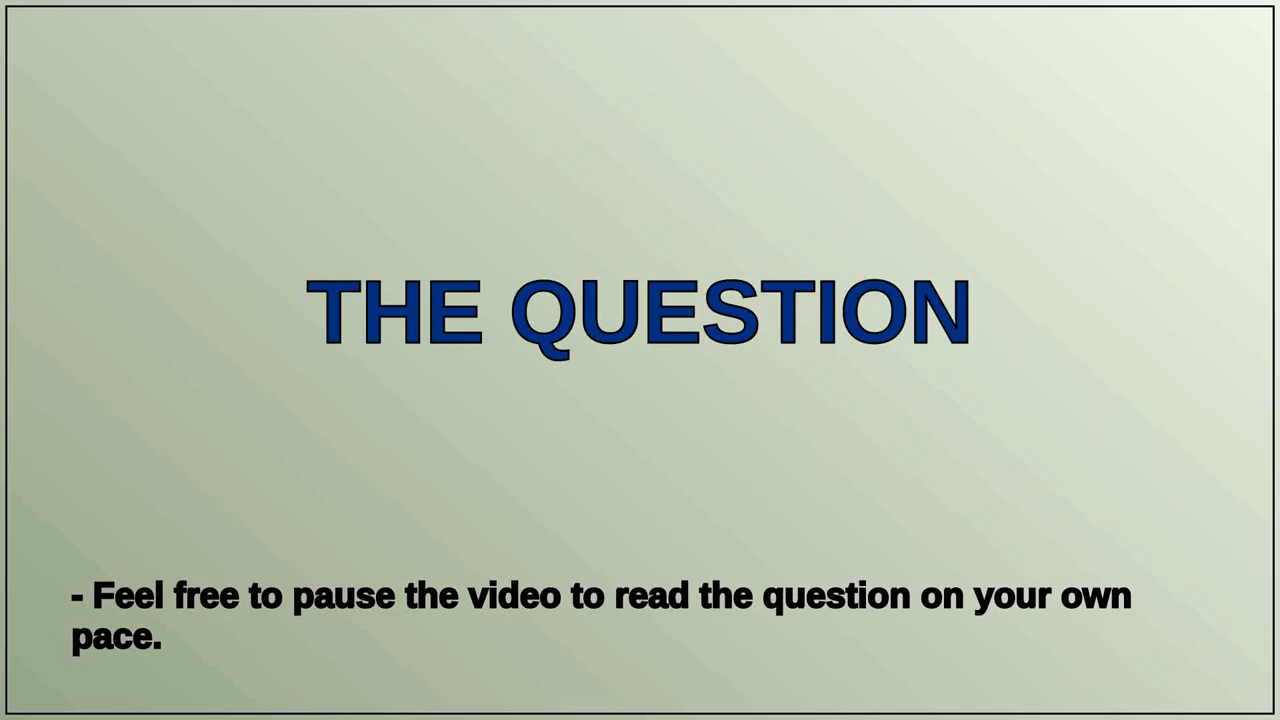 THE QUESTION
- Feel free to pause the video to read the question on your own
pace.